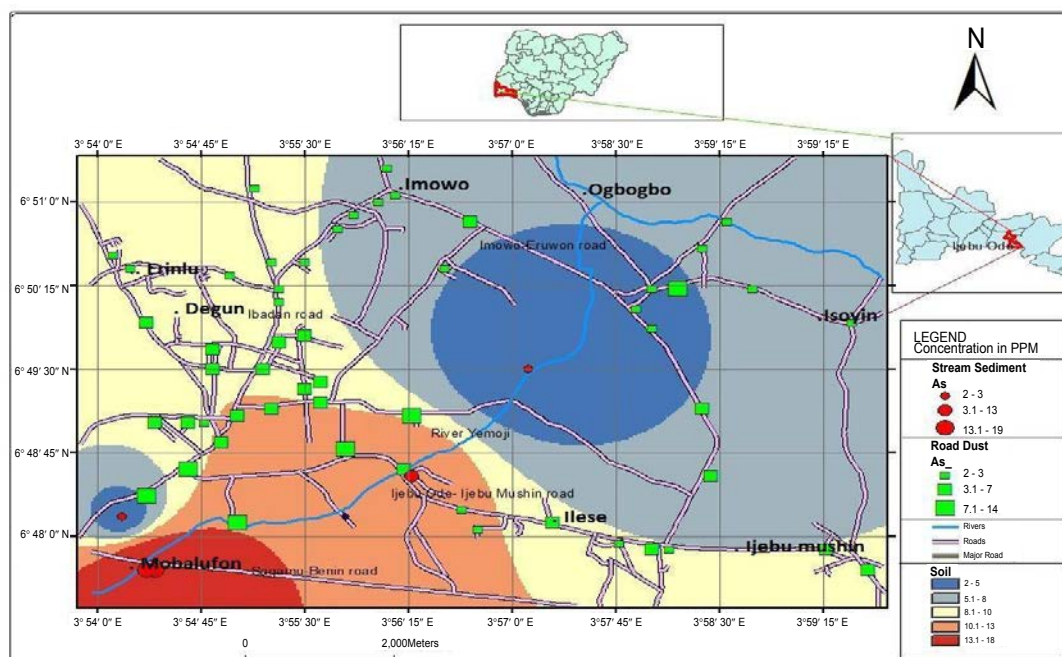 N
3° 54′ 0″ E 3° 54′ 45″ E 3° 55′ 30″ E 3° 56′ 15″ E 3° 57′ 0″ E 3° 58′ 30″ E 3° 59′ 15″ E 3° 59′ 15″ E
Imowo
Ogbogbo
6° 51′ 0″ N
Imowo-Eruwon road
Ijebu Ode
Erinlu
6° 50′ 15″ N
Degun
Ibadan road
Isoyin
6° 49′ 30″ N
River Yemoji
6° 48′ 45″ N
Ijebu Ode- Ijebu Mushin road
Ilese
6° 48′ 0″ N
Ijebu-mushin
Mobalufon
Sagamu-Benin road
3° 54′ 0″ E 3° 54′ 45″ E 3° 55′ 30″ E 3° 56′ 15″ E 3° 57′ 0″ E 3° 57′ 45″ E 3° 58′ 30″ E 3° 59′ 15″ E
0 2,000Meters
LEGEND
Concentration in PPM
Stream Sediment
As
2 - 3
3.1 - 13
13.1 - 19
Road Dust
As_
2 - 3
3.1 - 7
7.1 - 14
Rivers
Roads
Major Road
Soil
2 - 5
5.1 - 8
8.1 - 10
10.1 - 13
13.1 - 18